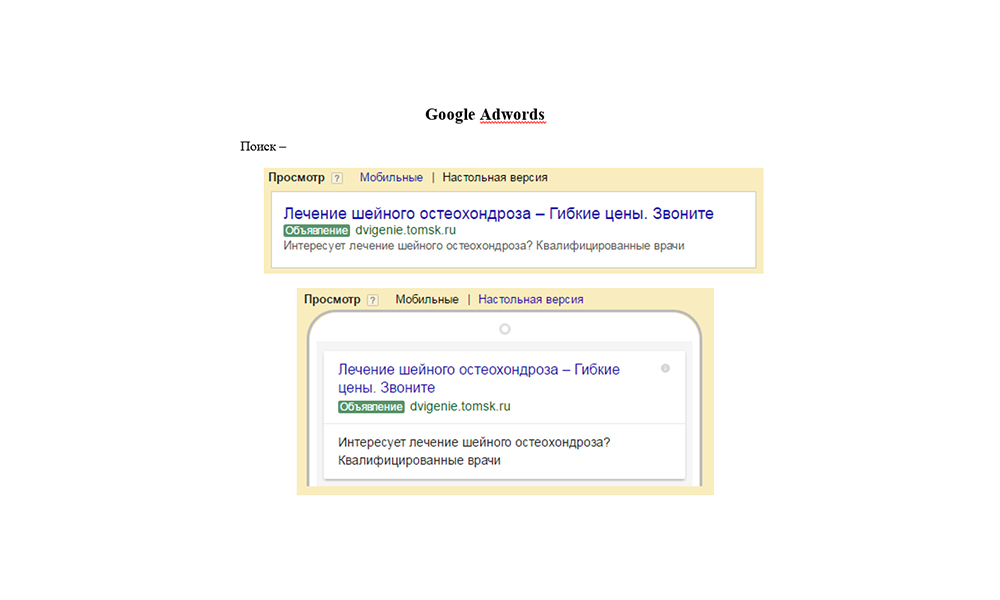 Google Adwords
Поиск –
Просмотр ? Мобильные | Настольная версия
Лечение шейного остеохондроза – Гибкие цены. Звоните
Объявление dvigenie.tomsk.ru
Интересует лечение шейного остеохондроза? Квалифицированные врачи
Просмотр ? Мобильные | Настольная версия
Лечение шейного остеохондроза – Гибкие
цены. Звоните
Объявление dvigenie.tomsk.ru
Интересует лечение шейного остеохондроза?
Квалифицированные врачи